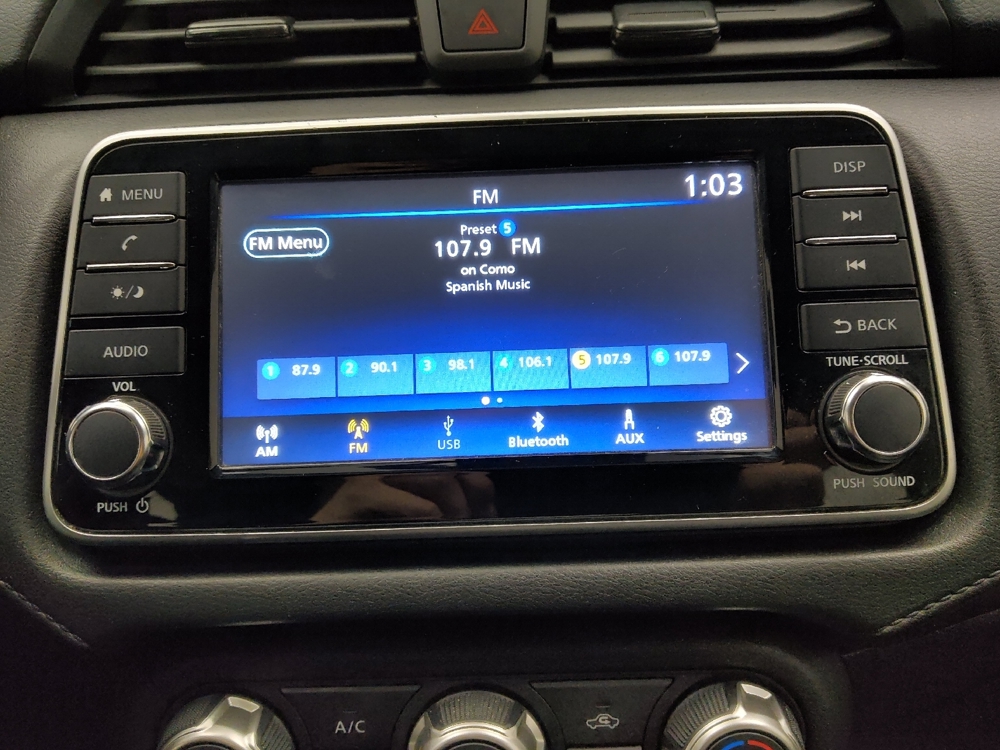 MENU
DISP
FM
1:03
FM Menu
Preset 5
107.9 FM
on Como
Spanish Music
AUDIO
BACK
1 87.9
2 90.1
3 98.1
4 106.1
5 107.9
6 107.9
VOL
TUNE·SCROLL
AM
FM
USB
Bluetooth
AUX
Settings
PUSH
PUSH SOUND
A/C